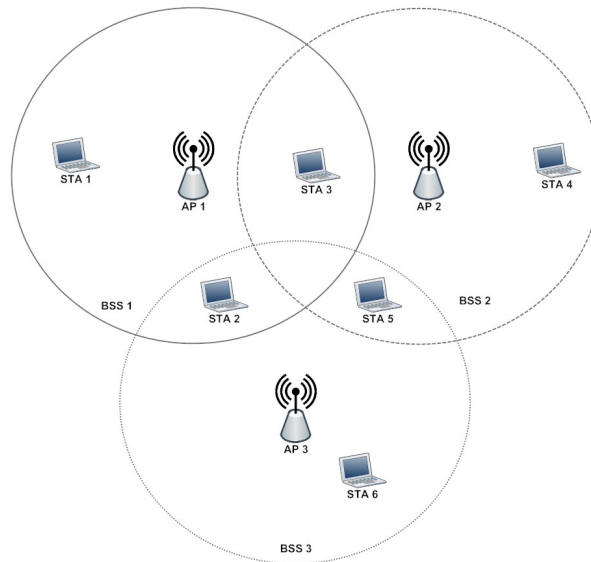 STA 1
AP 1
STA 3
AP 2
STA 4
BSS 1
STA 2
STA 5
BSS 2
AP 3
STA 6
BSS 3